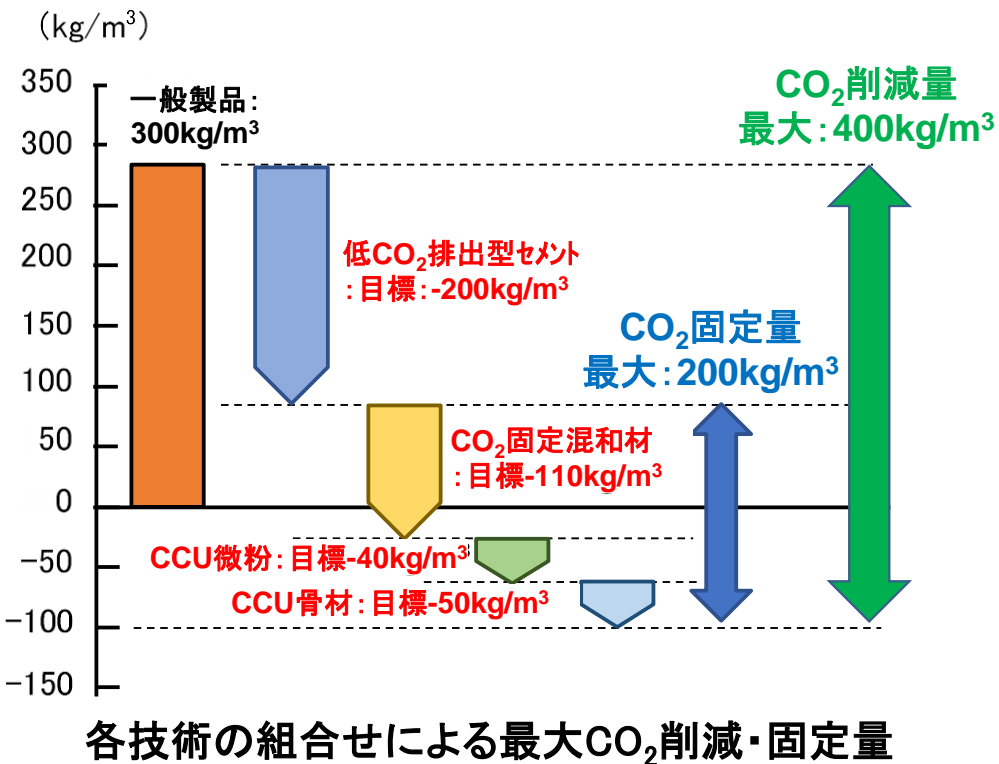 (kg/m³)
350
300
250
200
150
100
50
0
-50
-100
-150
一般製品：
300kg/m³
低CO₂排出型ｾﾒﾝﾄ
：目標：-200kg/m³
CO₂固定混和材
：目標-110kg/m³
CCU微粉：目標-40kg/m³
CCU骨材：目標-50kg/m³
CO₂固定量
最大：200kg/m³
CO₂削減量
最大：400kg/m³
各技術の組合せによる最大CO₂削減・固定量